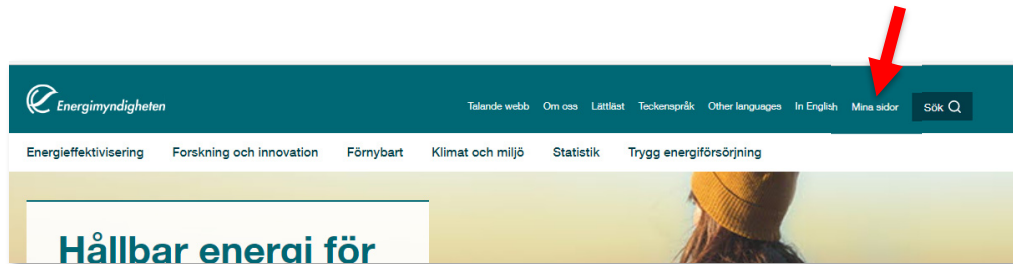 Energimyndigheten
Talande webb Om oss Lättläst Teckenspråk Other languages In English Mina sidor Sök
Energieffektivisering Forskning och innovation Förnybart Klimat och miljö Statistik Trygg energiförsörjning
Hållbar energi för